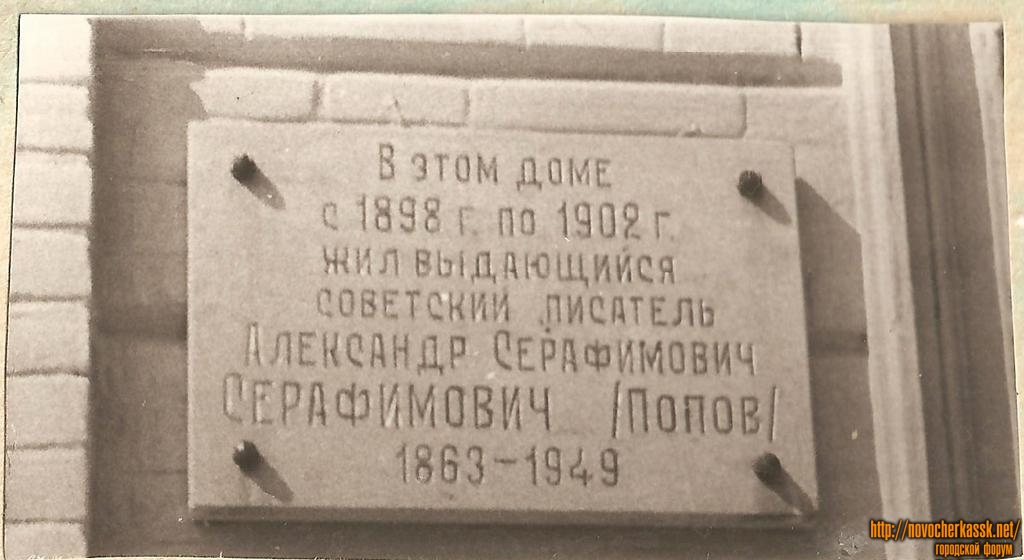 В этом доме
с 1898 г. по 1902 г.
жил выдающийся
советский писатель
Александр Серафимович
Серафимович /Попов/
1863-1949
http://novocherkassk.net/
городской форум